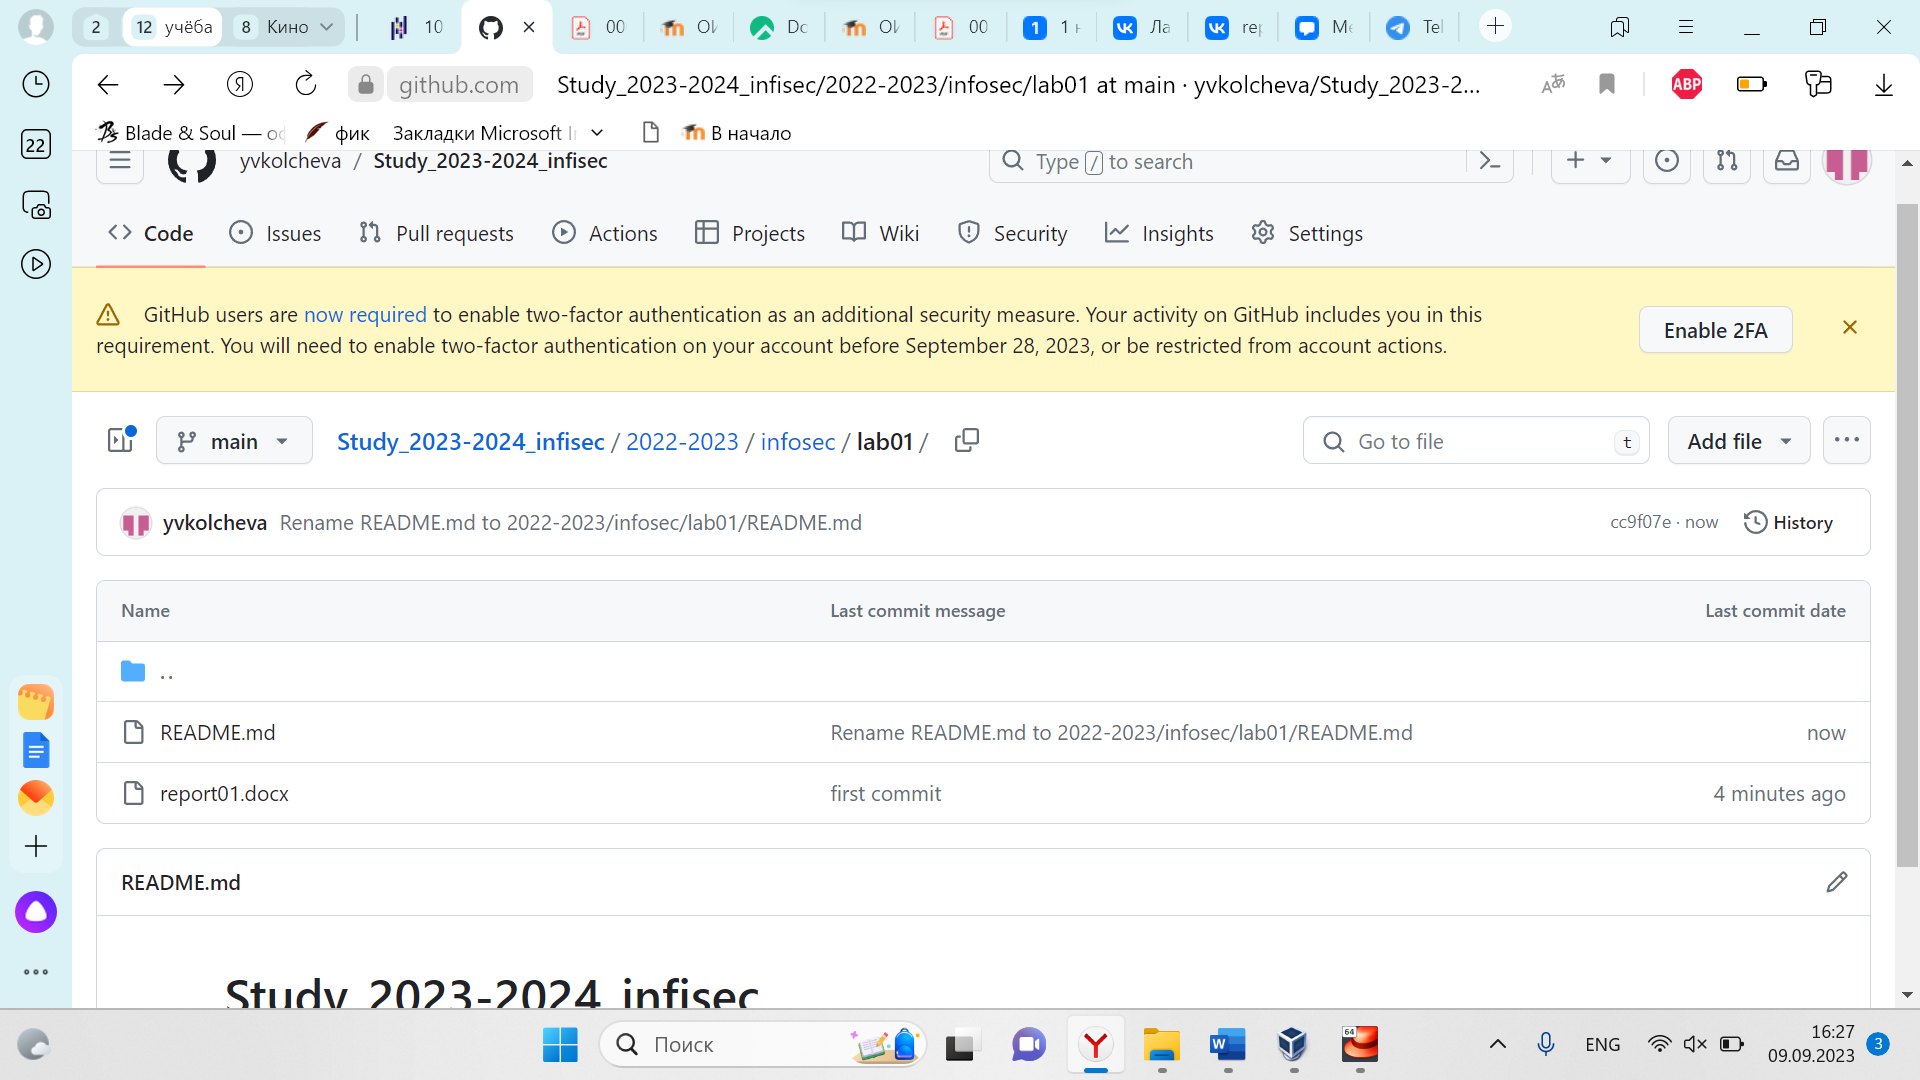 2
12 учёба
8 Кино
10
00
Do
00
1
Ла
Ме
Tel
github.com
Study_2023-2024_infisec/2022-2023/infosec/lab01 at main · yvkolcheva/Study_2023-2...
ABP
Blade & Soul —
фик
Закладки Microsoft
В начало
22
yvkolcheva / Study_2023-2024_infisec
Type / to search
Code
Issues
Pull requests
Actions
Projects
Wiki
Security
Insights
Settings
GitHub users are now required to enable two-factor authentication as an additional security measure. Your activity on GitHub includes you in this
requirement. You will need to enable two-factor authentication on your account before September 28, 2023, or be restricted from account actions.
Enable 2FA
main
Study_2023-2024_infisec / 2022-2023 / infosec / lab01 /
Go to file
t
Add file
yvkolcheva Rename README.md to 2022-2023/infosec/lab01/README.md
cc9f07e · now
History
Name
Last commit message
Last commit date
..
README.md
Rename README.md to 2022-2023/infosec/lab01/README.md
now
report01.docx
first commit
4 minutes ago
README.md
Study_2023-2024_infisec
Поиск
64
ENG
16:27
09.09.2023
3